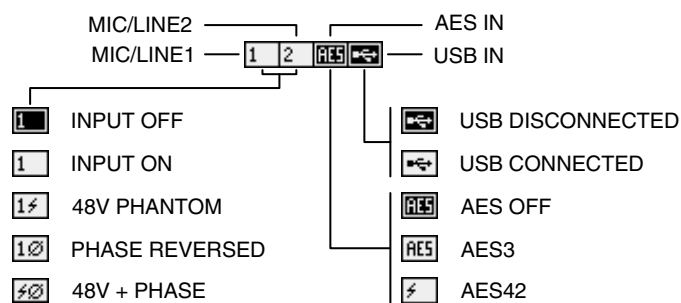 MIC/LINE2 AES IN
MIC/LINE1 1 2 AES USB IN
1 INPUT OFF USB DISCONNECTED
1 INPUT ON USB CONNECTED
1⚡ 48V PHANTOM AES AES OFF
1Ø PHASE REVERSED AES AES3
⚡Ø 48V + PHASE ⚡ AES42